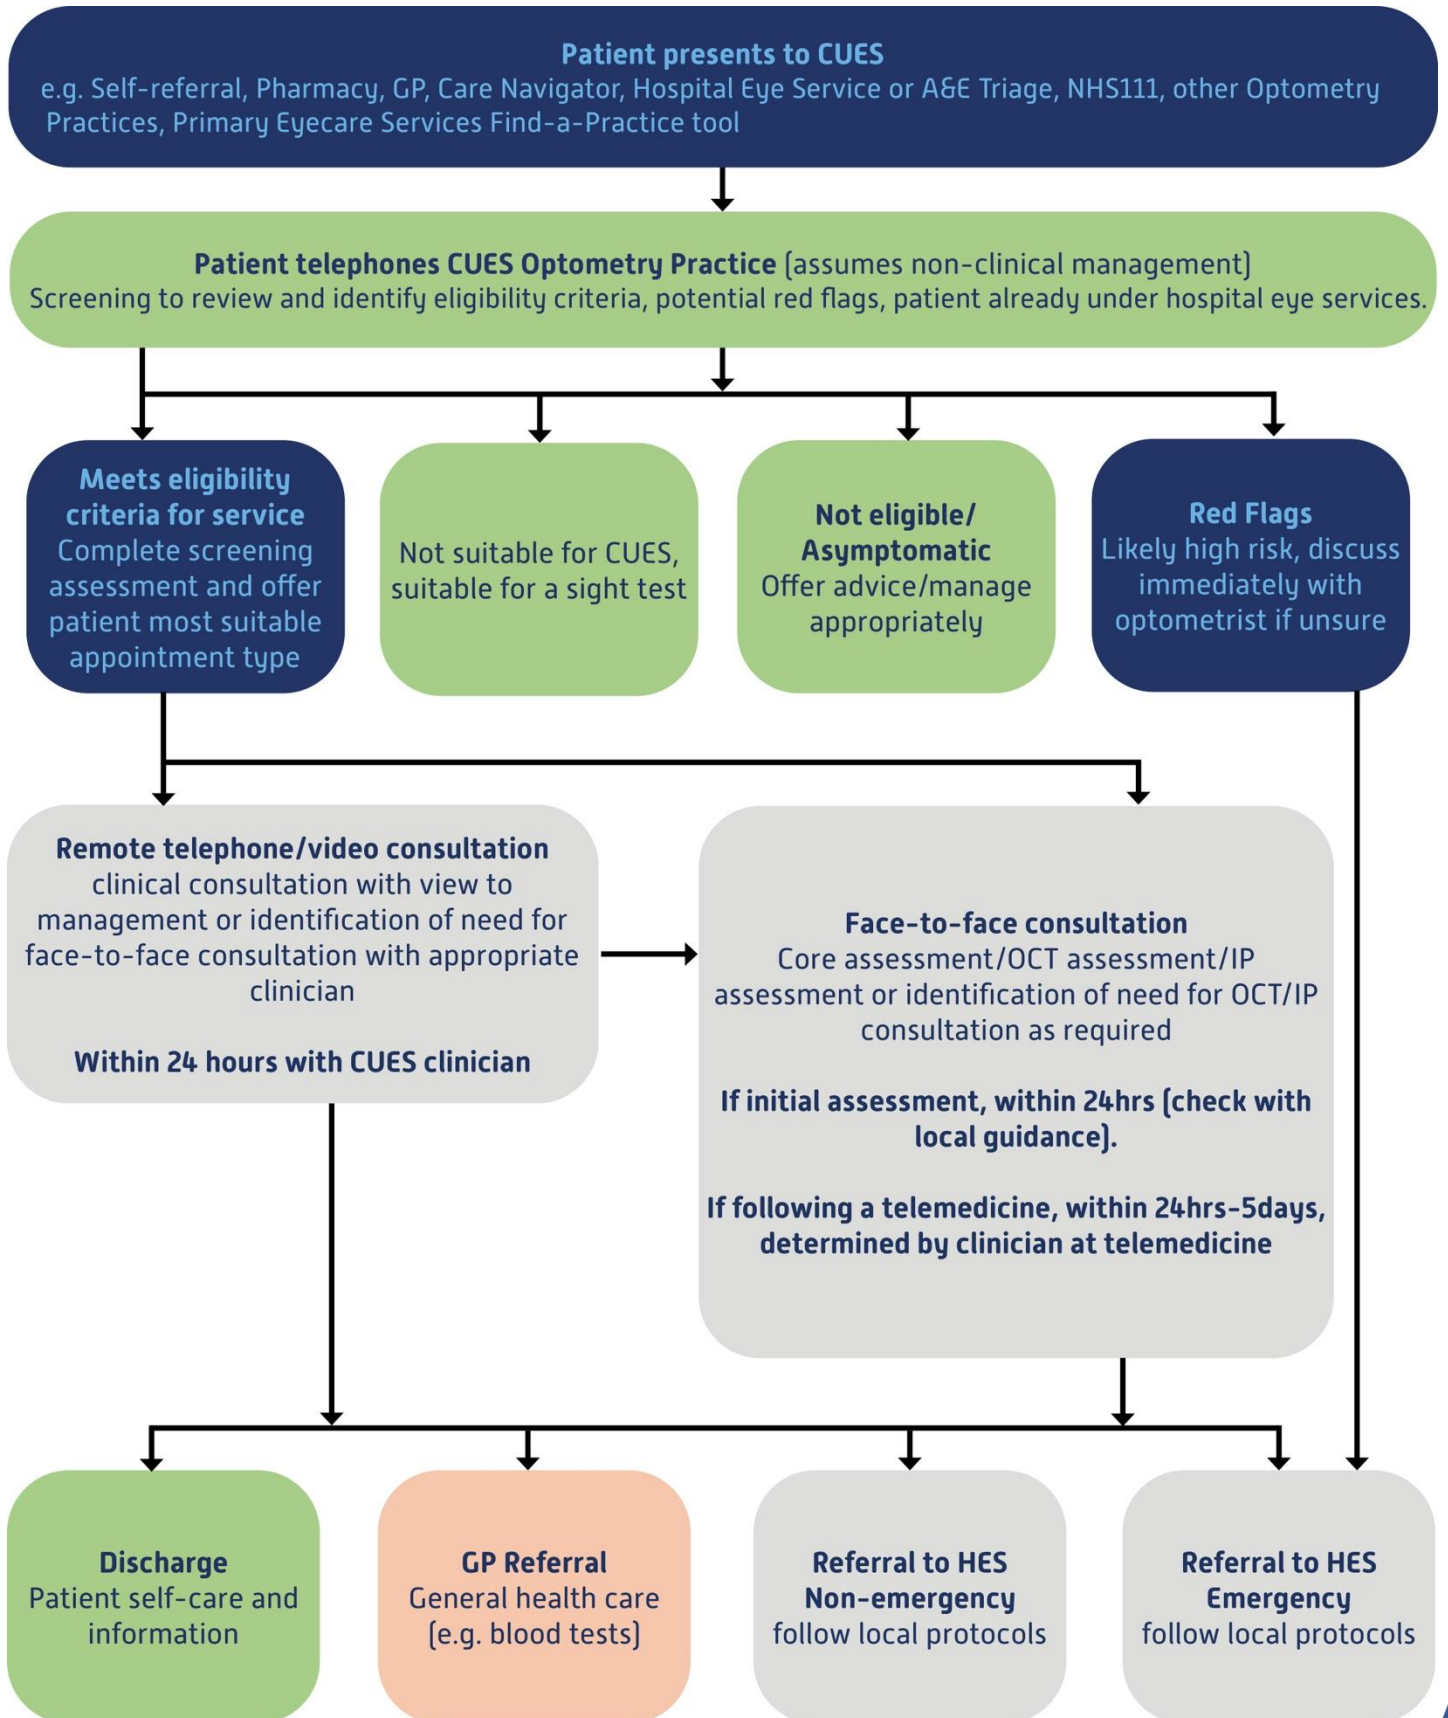 Patient presents to CUES
e.g. Self-referral, Pharmacy, GP, Care Navigator, Hospital Eye Service or A&E Triage, NHS111, other Optometry
Practices, Primary Eyecare Services Find-a-Practice tool
Patient telephones CUES Optometry Practice (assumes non-clinical management)
Screening to review and identify eligibility criteria, potential red flags, patient already under hospital eye services.
Meets eligibility
criteria for service
Complete screening
assessment and offer
patient most suitable
appointment type
Not suitable for CUES,
suitable for a sight test
Not eligible/
Asymptomatic
Offer advice/manage
appropriately
Red Flags
Likely high risk, discuss
immediately with
optometrist if unsure
Remote telephone/video consultation
clinical consultation with view to
management or identification of need for
face-to-face consultation with appropriate
clinician
Within 24 hours with CUES clinician
Face-to-face consultation
Core assessment/OCT assessment/IP
assessment or identification of need for OCT/IP
consultation as required
If initial assessment, within 24hrs (check with
local guidance).
If following a telemedicine, within 24hrs-5days,
determined by clinician at telemedicine
Discharge
Patient self-care and
information
GP Referral
General health care
(e.g. blood tests)
Referral to HES
Non-emergency
follow local protocols
Referral to HES
Emergency
follow local protocols